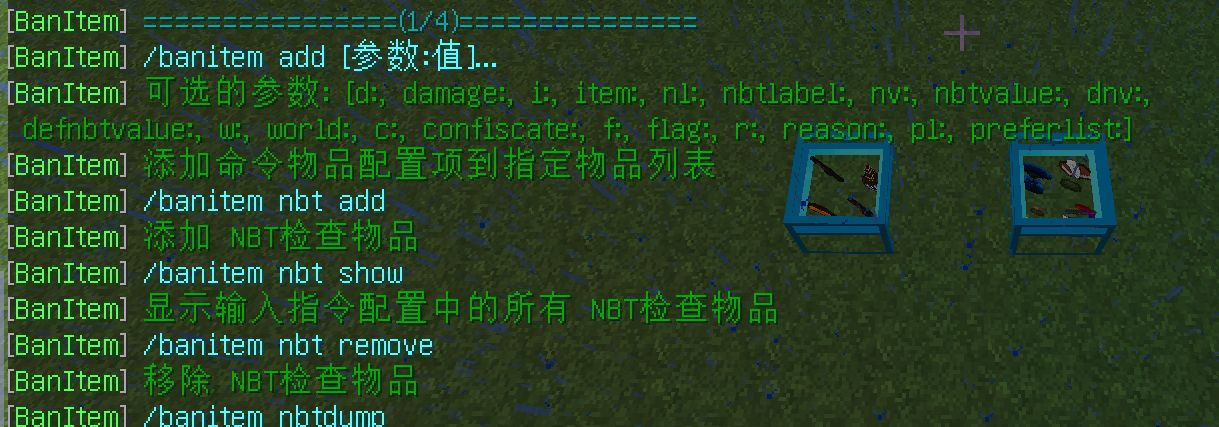 [BanItem] ================(1/4)===============
[BanItem] /banitem add [参数:值]...
[BanItem] 可选的参数: [d:, damage:, i:, item:, nl:, nbtlabel:, nv:, nbtvalue:, dnv:,
defnbtvalue:, w:, world:, c:, confiscate:, f:, flag:, r:, reason:, pl:, preferlist:]
[BanItem] 添加命令物品配置项到指定物品列表
[BanItem] /banitem nbt add
[BanItem] 添加 NBT检查物品
[BanItem] /banitem nbt show
[BanItem] 显示输入指令配置中的所有 NBT检查物品
[BanItem] /banitem nbt remove
[BanItem] 移除 NBT检查物品
[BanItem] /banitem nbtdump